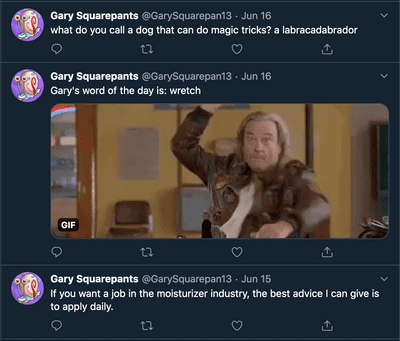 Gary Squarepants @GarySquarepan13 · Jun 16
what do you call a dog that can do magic tricks? a labracadabrador
Gary Squarepants @GarySquarepan13 · Jun 16
Gary's word of the day is: wretch
GIF
Gary Squarepants @GarySquarepan13 · Jun 15
If you want a job in the moisturizer industry, the best advice I can give is
to apply daily.